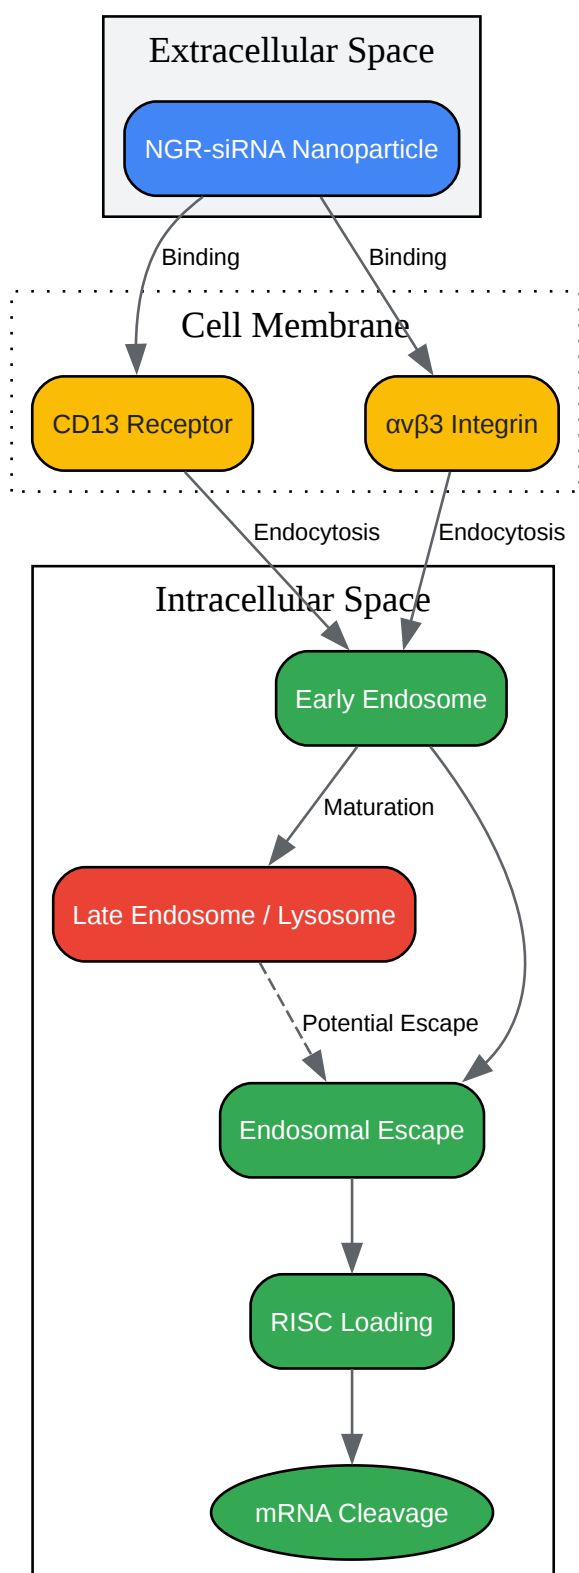 Extracellular Space
NGR-siRNA Nanoparticle
Binding
Binding
Cell Membrane
CD13 Receptor
αvβ3 Integrin
Endocytosis
Endocytosis
Intracellular Space
Early Endosome
Maturation
Late Endosome / Lysosome
Potential Escape
Endosomal Escape
RISC Loading
mRNA Cleavage